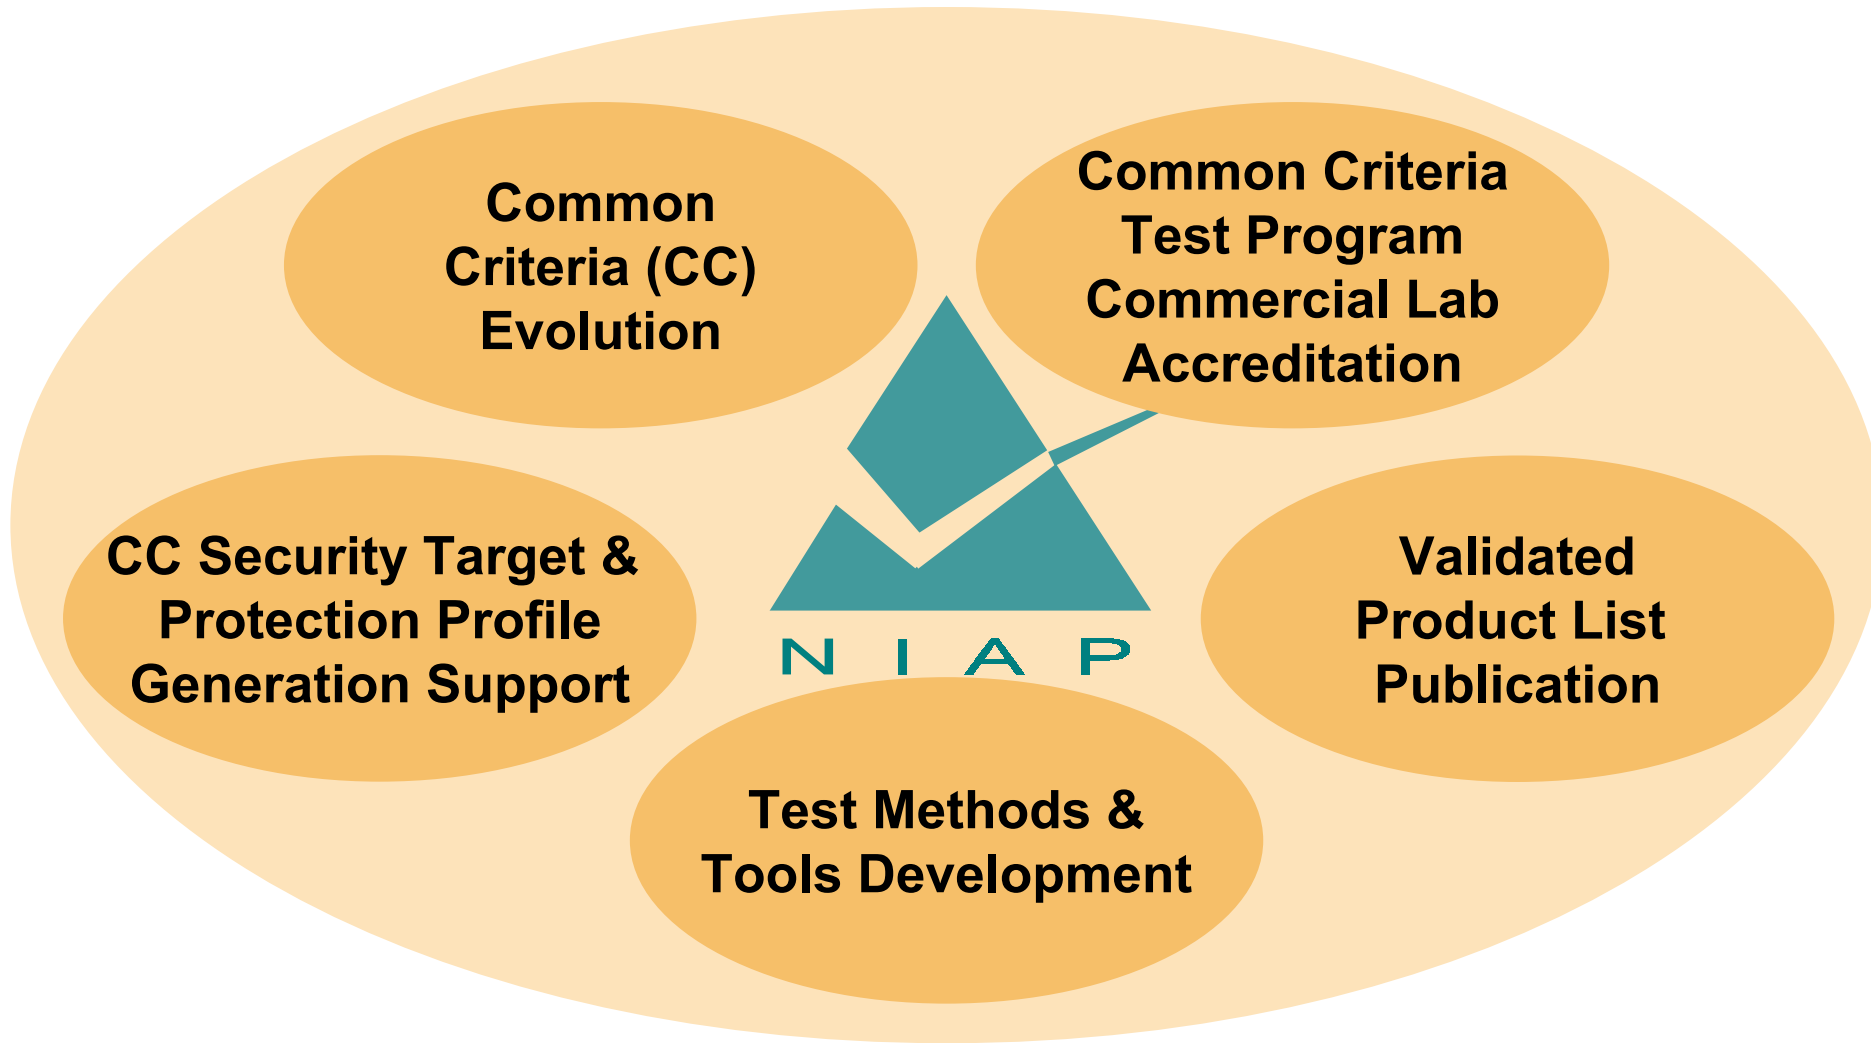 Common
Criteria (CC)
Evolution
Common Criteria
Test Program
Commercial Lab
Accreditation
CC Security Target &
Protection Profile
Generation Support
Validated
Product List
Publication
NIAP
Test Methods &
Tools Development